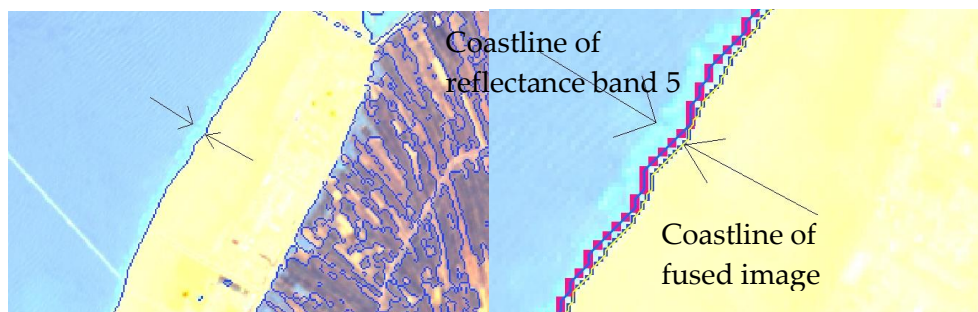 Coastline of
reflectance band 5
Coastline of
fused image